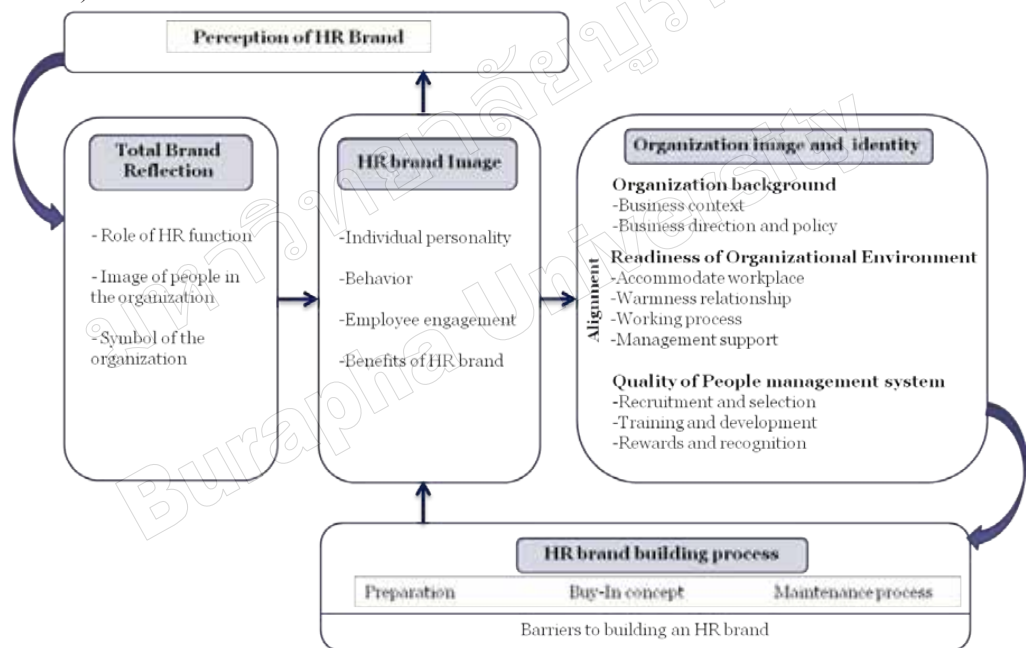 Perception of HR Brand
Total Brand
Reflection
- Role of HR function
- Image of people in
the organization
- Symbol of the
organization
HR brand Image
-Individual personality
-Behavior
-Employee engagement
-Benefits of HR brand
Organization image and identity
Alignment
Organization background
-Business context
-Business direction and policy
Readiness of Organizational Environment
-Accommodate workplace
-Warmness relationship
-Working process
-Management support
Quality of People management system
-Recruitment and selection
-Training and development
-Rewards and recognition
HR brand building process
Preparation
Buy-In concept
Maintenance process
Barriers to building an HR brand
Burapha University